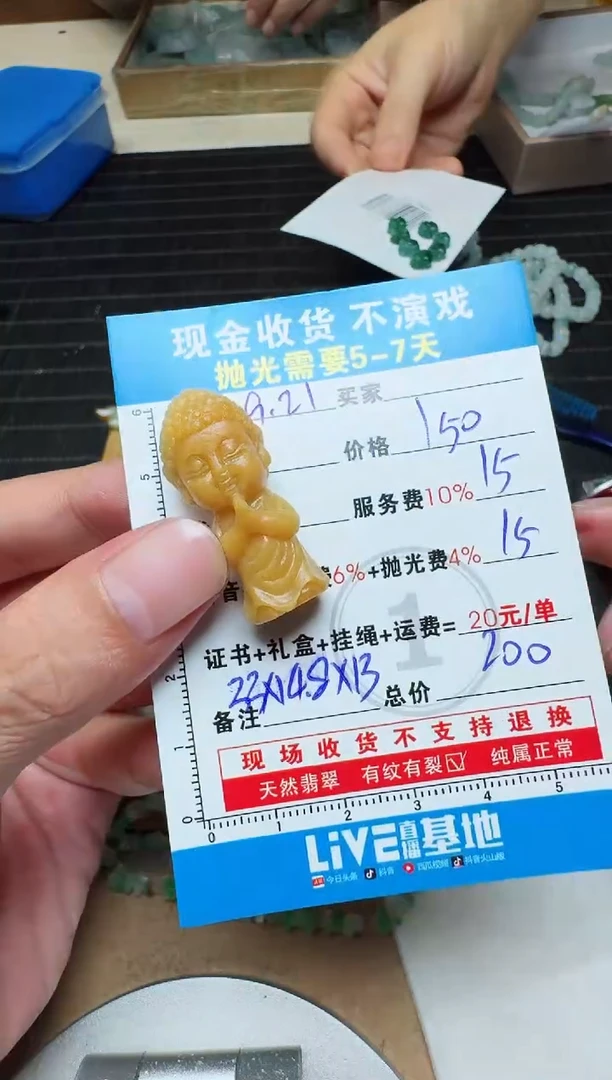 现金收货 不演戏
抛光需要5-7天
9.21 买家
价格 150
服务费10% 15
音 6%+抛光费4% 15
证书+礼盒+挂绳+运费= 20元/单
备注 22X14.8X13 总价 200
现场收货不支持退换
天然翡翠 有纹有裂☑ 纯属正常
LiVE直播基地
今日头条 抖音 西瓜视频 抖音火山版